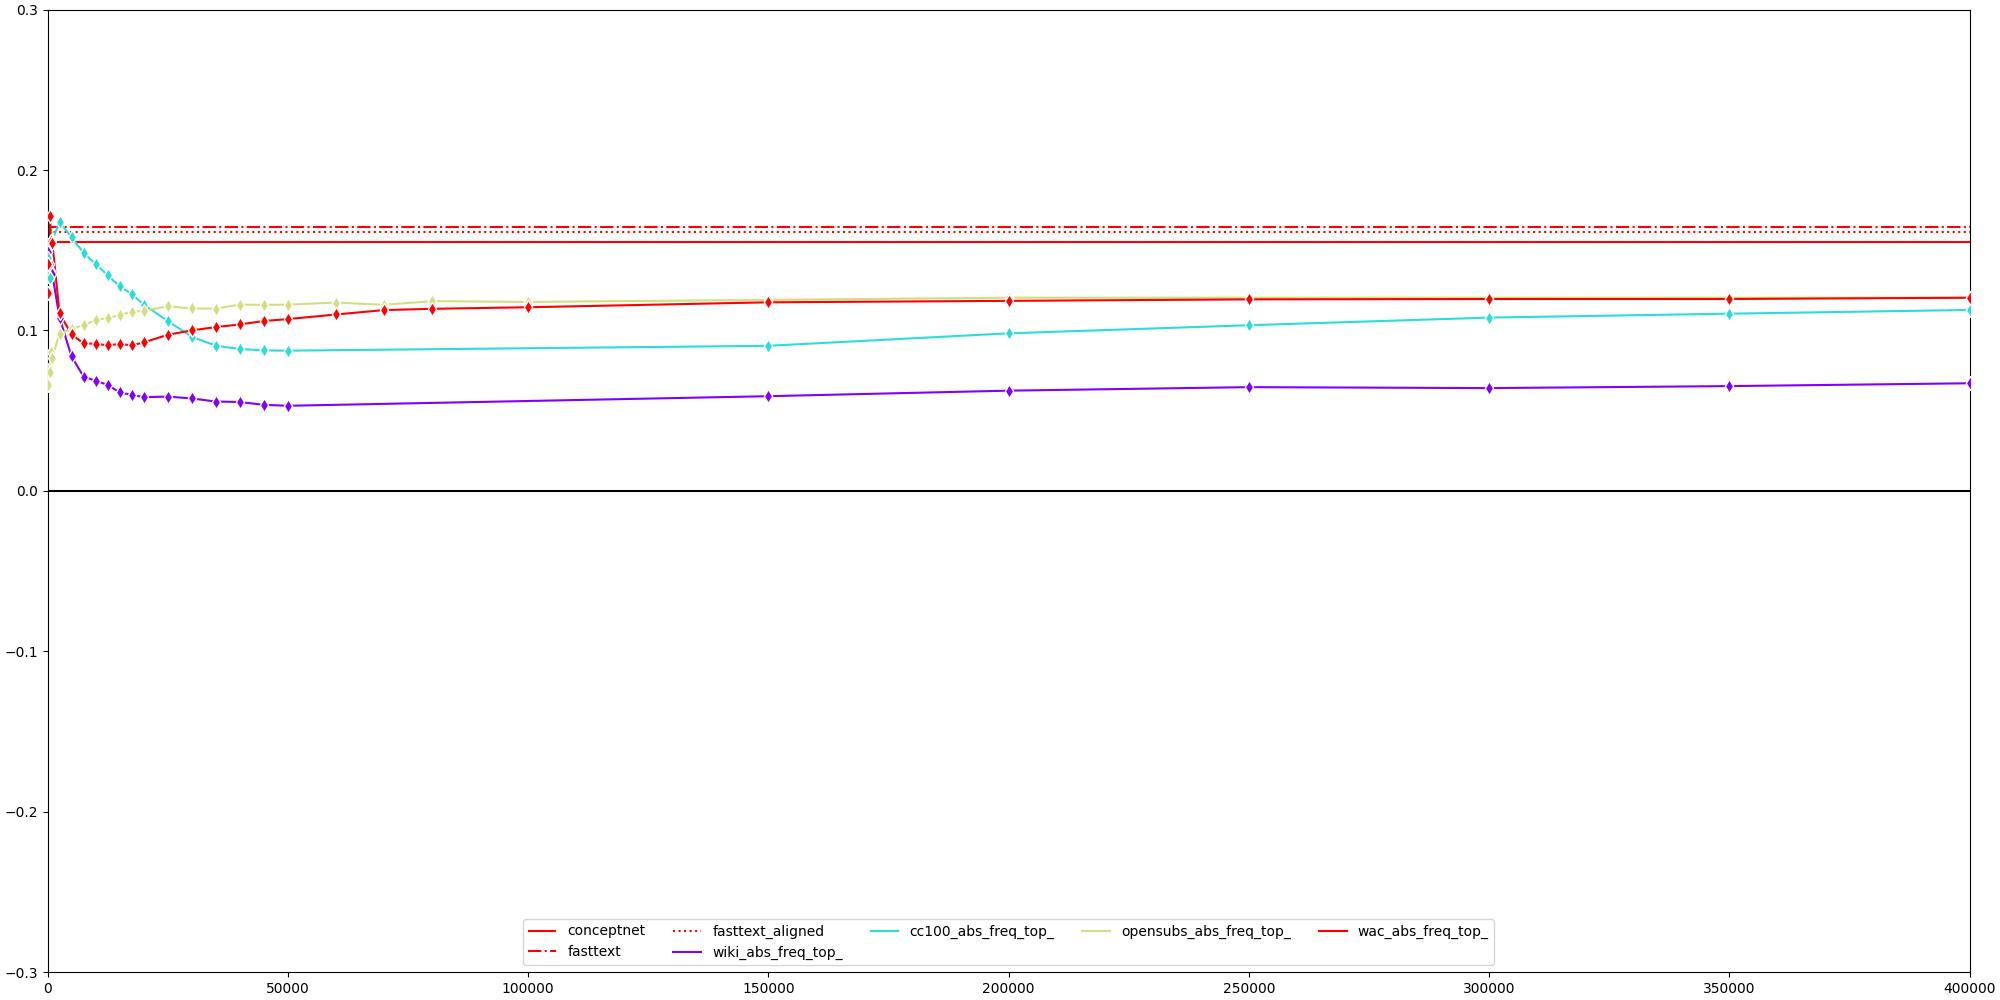 0.3
0.2
0.1
0.0
−0.1
−0.2
−0.3
conceptnet fasttext_aligned cc100_abs_freq_top_ opensubs_abs_freq_top_ wac_abs_freq_top_
fasttext wiki_abs_freq_top_
0 50000 100000 150000 200000 250000 300000 350000 400000